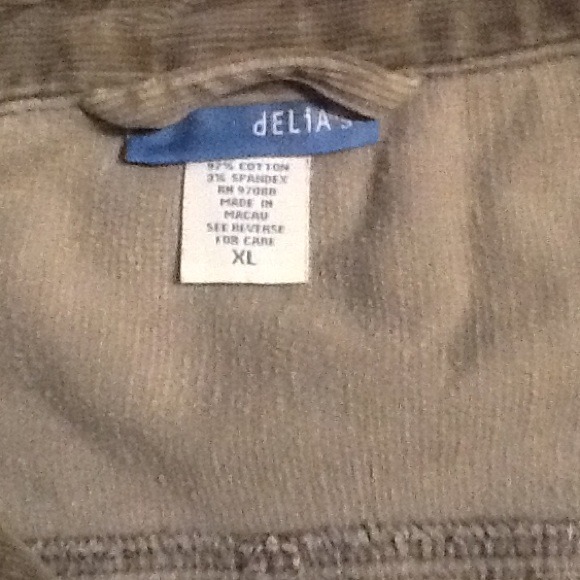 dELiA's
97% COTTON
3% SPANDEX
RN 97088
MADE IN
MACAU
SEE REVERSE
FOR CARE
XL